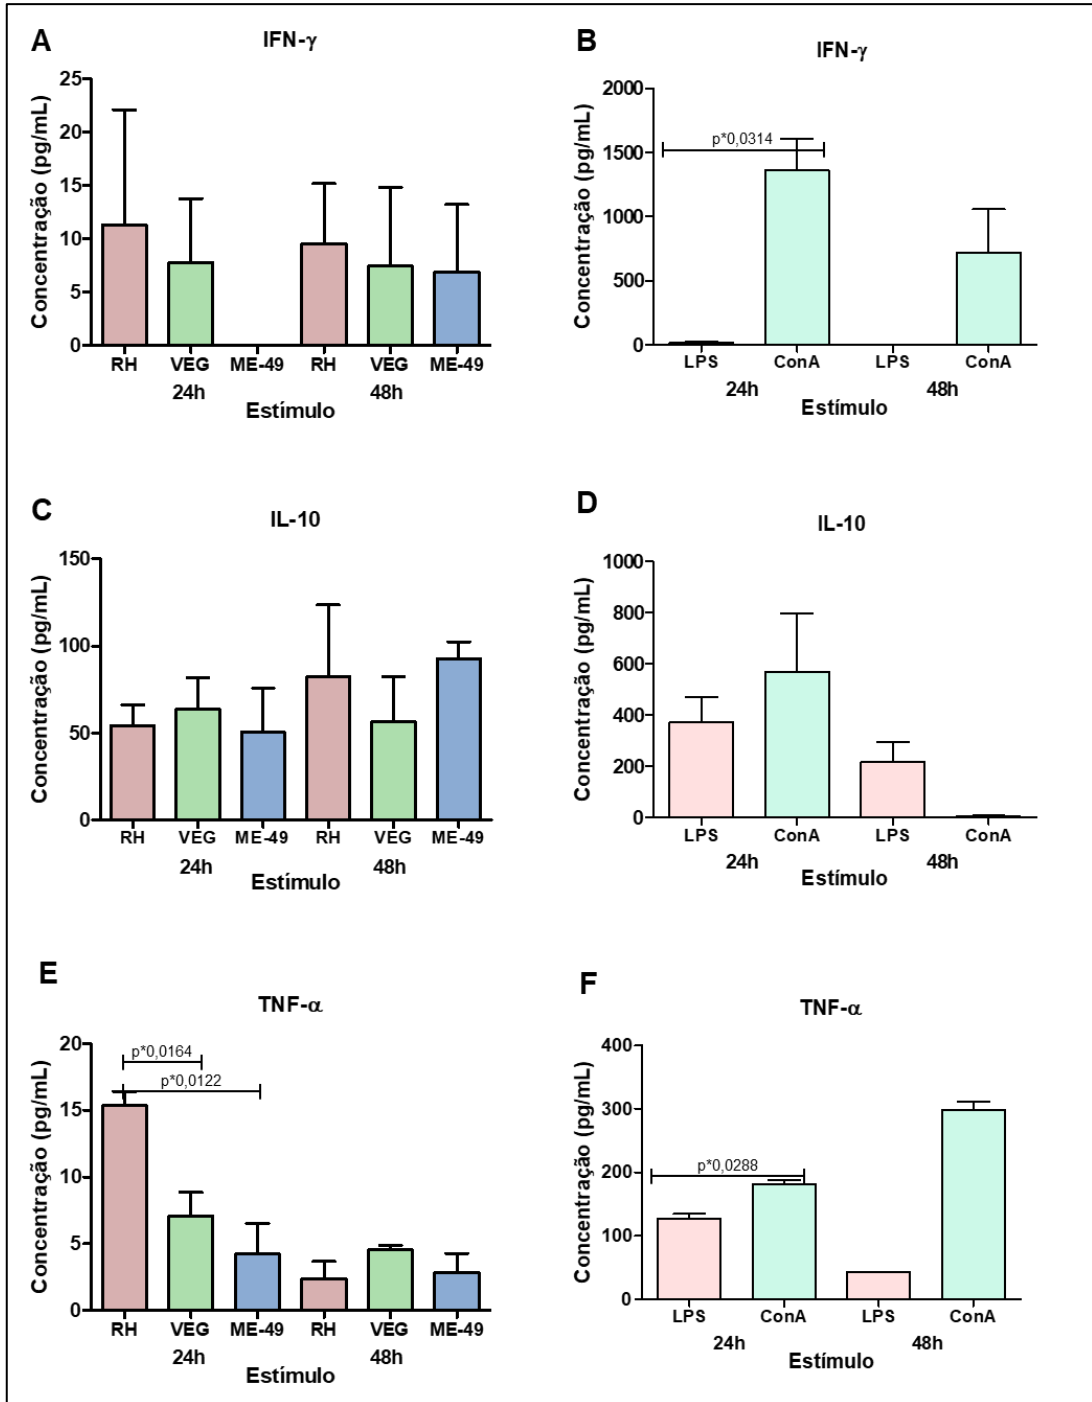 A
IFN-γ
Concentração (pg/mL)
25
20
15
10
5
0
RH VEG ME-49 RH VEG ME-49
24h 48h
Estímulo
B
IFN-γ
Concentração (pg/mL)
2000
1500
1000
500
0
p*0,0314
LPS ConA LPS ConA
24h 48h
Estímulo
C
IL-10
Concentração (pg/mL)
150
100
50
0
RH VEG ME-49 RH VEG ME-49
24h 48h
Estímulo
D
IL-10
Concentração (pg/mL)
1000
800
600
400
200
0
LPS ConA LPS ConA
24h 48h
Estímulo
E
TNF-α
Concentração (pg/mL)
20
15
10
5
0
p*0,0164
p*0,0122
RH VEG ME-49 RH VEG ME-49
24h 48h
Estímulo
F
TNF-α
Concentração (pg/mL)
400
300
200
100
0
p*0,0288
LPS ConA LPS ConA
24h 48h
Estímulo